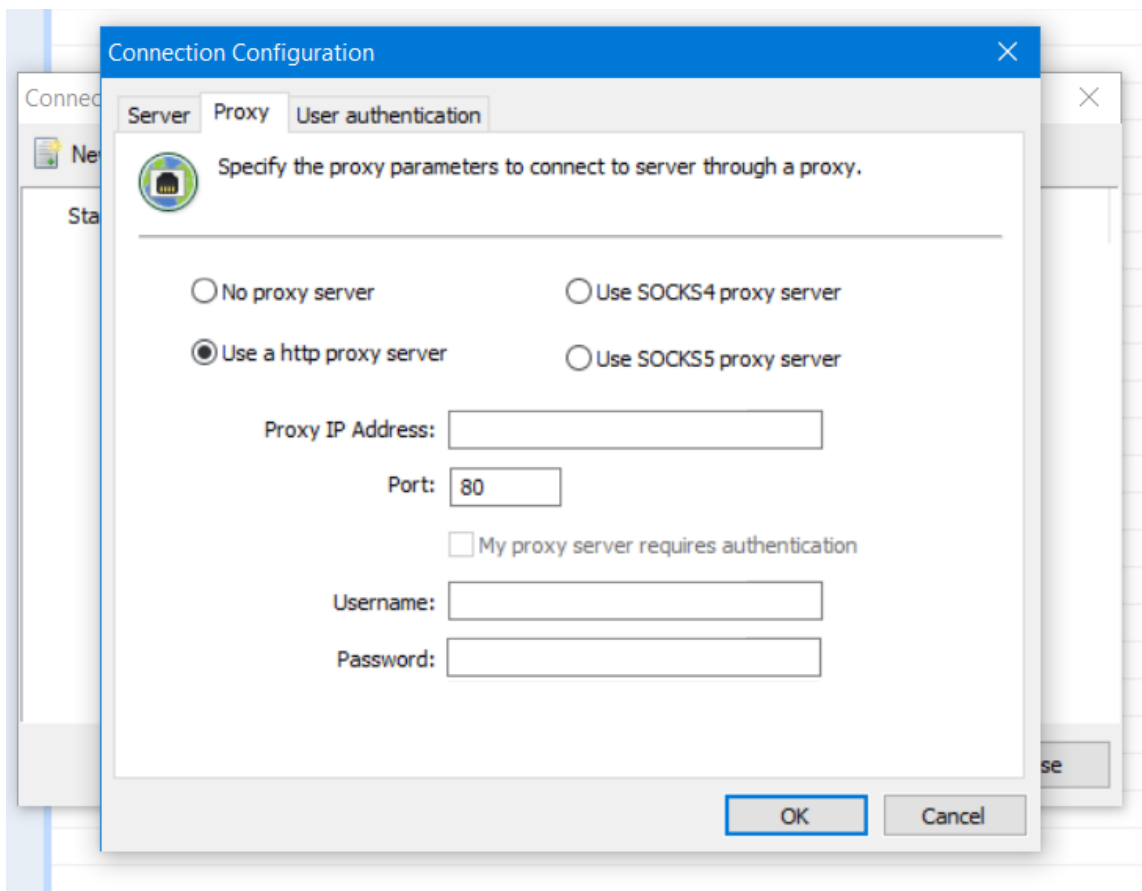 Connection Configuration
Connec
Server Proxy User authentication
Specify the proxy parameters to connect to server through a proxy.
Sta
No proxy server Use SOCKS4 proxy server
Use a http proxy server Use SOCKS5 proxy server
Proxy IP Address:
Port: 80
My proxy server requires authentication
Username:
Password:
se
OK Cancel